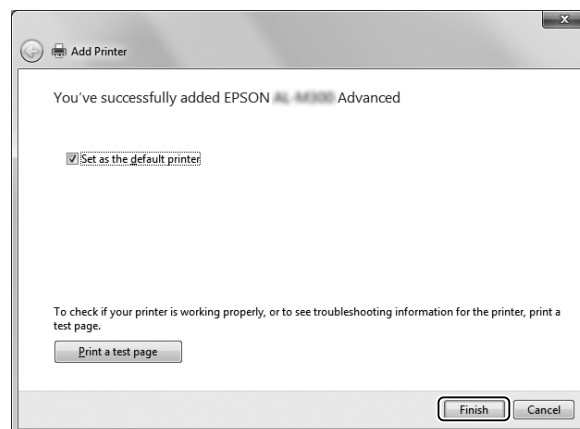 Add Printer
You've successfully added EPSON Advanced
Set as the default printer
To check if your printer is working properly, or to see troubleshooting information for the printer, print a
test page.
Print a test page
Finish Cancel